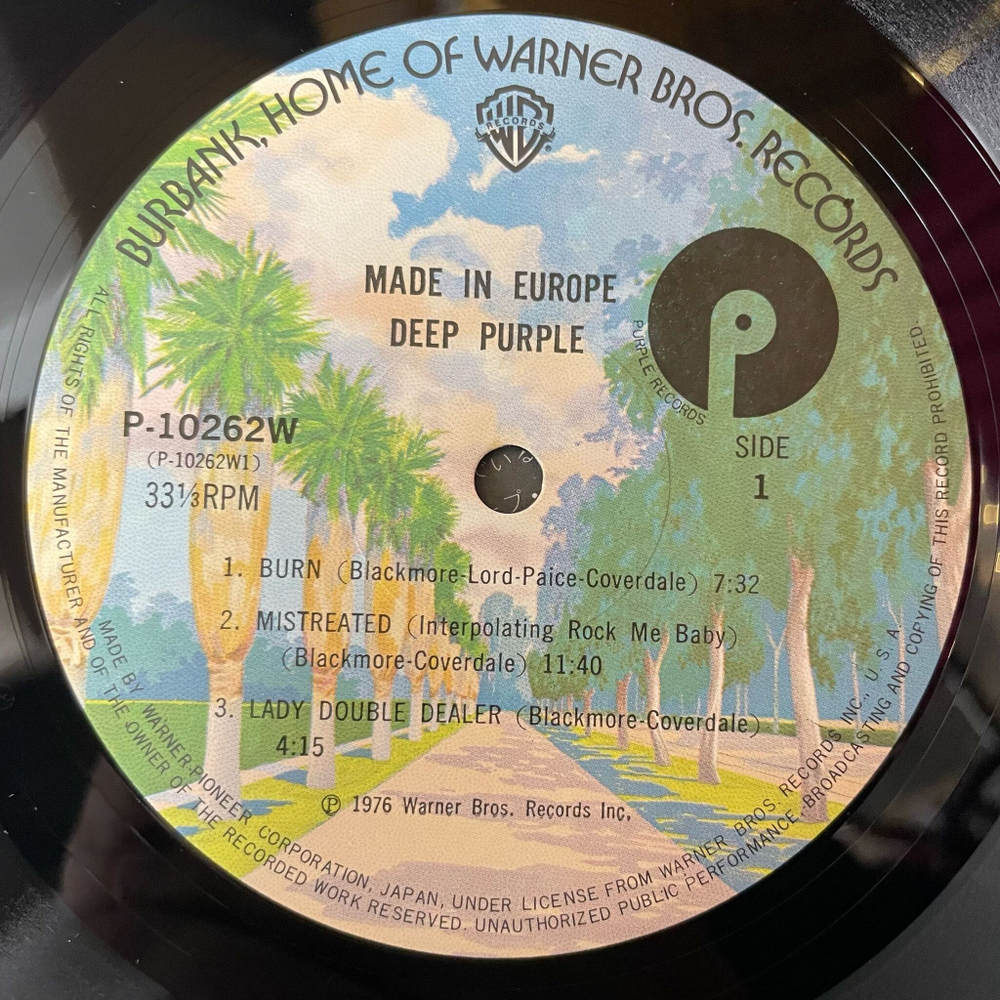 BURBANK, HOME OF WARNER BROS. RECORDS
RECORDS
MADE IN EUROPE
DEEP PURPLE
PURPLE RECORDS
P-10262W
(P-10262W1)
33⅓RPM
SIDE
1
1. BURN (Blackmore-Lord-Paice-Coverdale) 7:32
2. MISTREATED (Interpolating Rock Me Baby)
(Blackmore-Coverdale) 11:40
3. LADY DOUBLE DEALER (Blackmore-Coverdale)
4:15
℗ 1976 Warner Bros. Records Inc.
MADE BY WARNER-PIONEER CORPORATION, JAPAN, UNDER LICENSE FROM WARNER BROS RECORDS INC., U.S.A.
ALL RIGHTS OF THE MANUFACTURER AND OF THE OWNER OF THE RECORDED WORK RESERVED. UNAUTHORIZED PUBLIC PERFORMANCE, BROADCASTING AND COPYING OF THIS RECORD PROHIBITED.